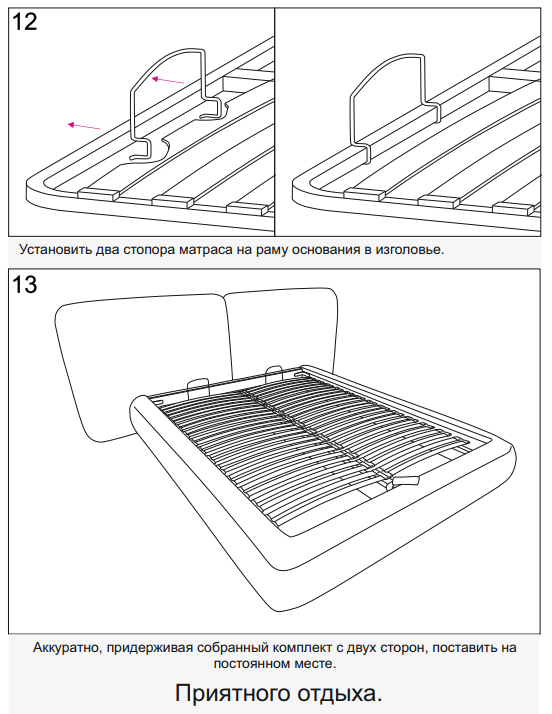 12
Установить два стопора матраса на раму основания в изголовье.
13
Аккуратно, придерживая собранный комплект с двух сторон, поставить на
постоянном месте.
Приятного отдыха.